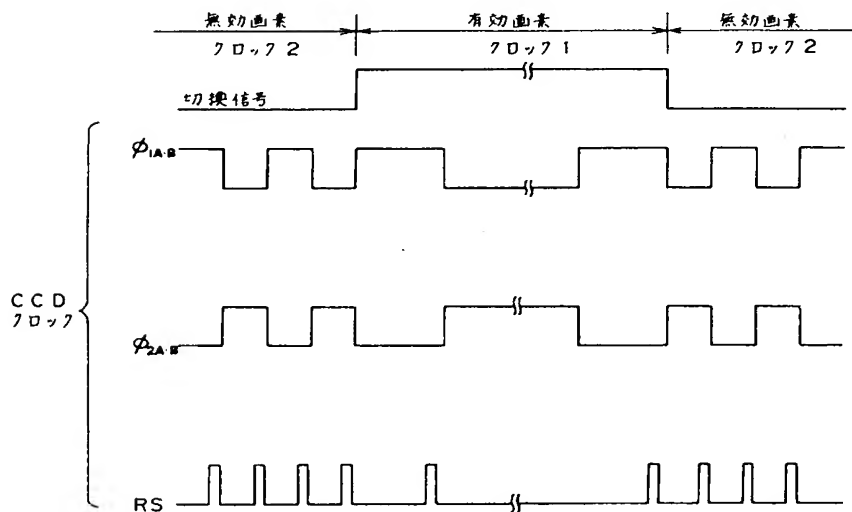 無効画素 有効画素 無効画素
クロック2 クロック1 クロック2
切換信号
φ1A·B
CCD
クロック
φ2A·B
RS